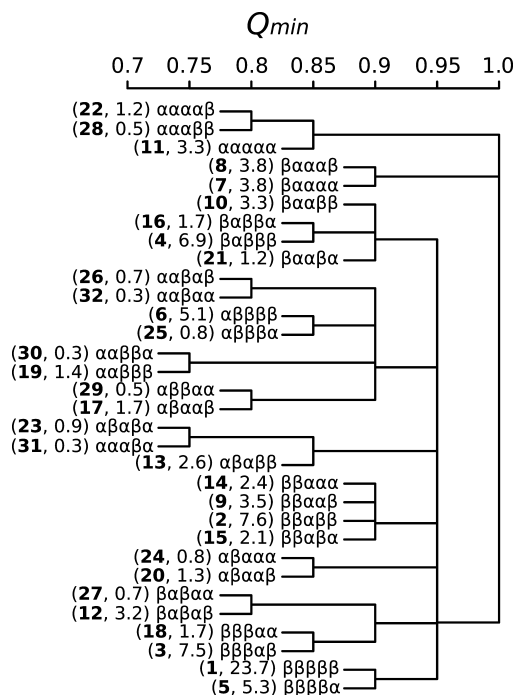 Qmin
0.7 0.75 0.8 0.85 0.9 0.95 1.0
(22, 1.2) ααααβ
(28, 0.5) αααββ
(11, 3.3) ααααα
(8, 3.8) βαααβ
(7, 3.8) βαααα
(10, 3.3) βααββ
(16, 1.7) βαββα
(4, 6.9) βαβββ
(21, 1.2) βααβα
(26, 0.7) ααβαβ
(32, 0.3) ααβαα
(6, 5.1) αββββ
(25, 0.8) αβββα
(30, 0.3) ααββα
(19, 1.4) ααβββ
(29, 0.5) αββαα
(17, 1.7) αβααβ
(23, 0.9) αβαβα
(31, 0.3) αααβα
(13, 2.6) αβαββ
(14, 2.4) ββααα
(9, 3.5) ββααβ
(2, 7.6) ββαββ
(15, 2.1) ββαβα
(24, 0.8) αβααα
(20, 1.3) αβααβ
(27, 0.7) βαβαα
(12, 3.2) βαβαβ
(18, 1.7) βββαα
(3, 7.5) βββαβ
(1, 23.7) βββββ
(5, 5.3) ββββα